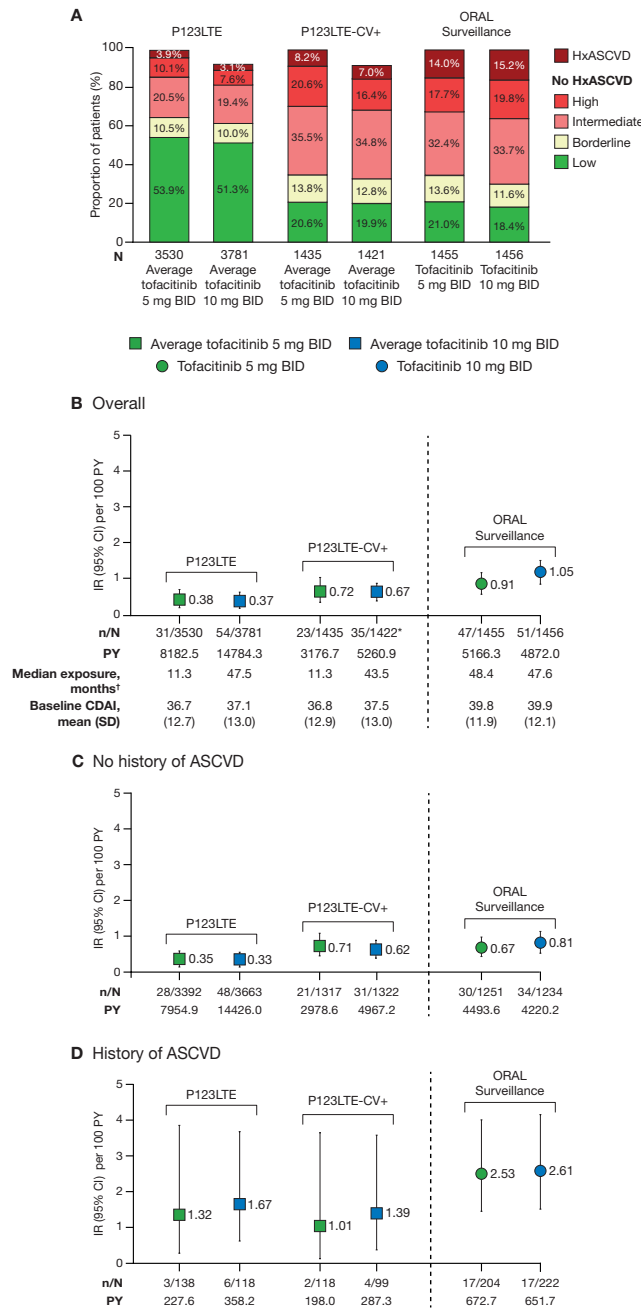 A
P123LTE P123LTE-CV+ ORAL Surveillance
Proportion of patients (%)
100
80
60
40
20
0
3.9% 3.1% 8.2% 7.0% 14.0% 15.2%
10.1% 7.6% 20.6% 16.4% 17.7% 19.8%
20.5% 19.4% 35.5% 34.8% 32.4% 33.7%
10.5% 10.0% 13.8% 12.8% 13.6% 11.6%
53.9% 51.3% 20.6% 19.9% 21.0% 18.4%
HxASCVD
No HxASCVD
High
Intermediate
Borderline
Low
N 3530 3781 1435 1421 1455 1456
Average Average Average Average Tofacitinib Tofacitinib
tofacitinib tofacitinib tofacitinib tofacitinib 5 mg BID 10 mg BID
5 mg BID 10 mg BID 5 mg BID 10 mg BID
Average tofacitinib 5 mg BID Average tofacitinib 10 mg BID
Tofacitinib 5 mg BID Tofacitinib 10 mg BID
B Overall
IR (95% CI) per 100 PY
5
4
3
2
1
0
P123LTE P123LTE-CV+ ORAL Surveillance
0.38 0.37 0.72 0.67 0.91 1.05
n/N 31/3530 54/3781 23/1435 35/1422* 47/1455 51/1456
PY 8182.5 14784.3 3176.7 5260.9 5166.3 4872.0
Median exposure, 11.3 47.5 11.3 43.5 48.4 47.6
months†
Baseline CDAI, 36.7 37.1 36.8 37.5 39.8 39.9
mean (SD) (12.7) (13.0) (12.9) (13.0) (11.9) (12.1)
C No history of ASCVD
IR (95% CI) per 100 PY
5
4
3
2
1
0
P123LTE P123LTE-CV+ ORAL Surveillance
0.35 0.33 0.71 0.62 0.67 0.81
n/N 28/3392 48/3663 21/1317 31/1322 30/1251 34/1234
PY 7954.9 14426.0 2978.6 4967.2 4493.6 4220.2
D History of ASCVD
IR (95% CI) per 100 PY
5
4
3
2
1
0
P123LTE P123LTE-CV+ ORAL Surveillance
1.32 1.67 1.01 1.39 2.53 2.61
n/N 3/138 6/118 2/118 4/99 17/204 17/222
PY 227.6 358.2 198.0 287.3 672.7 651.7